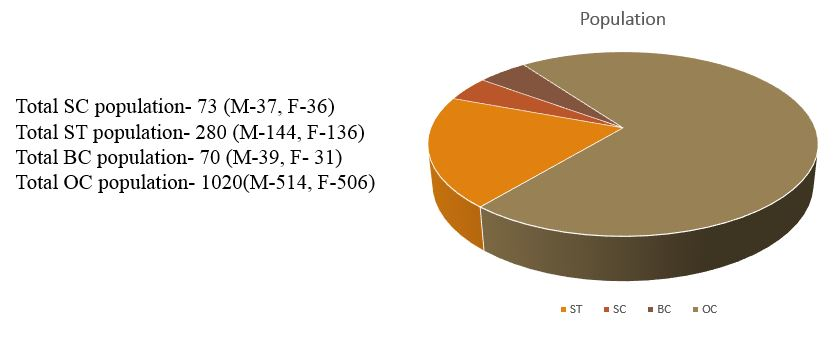 Population
Total SC population- 73 (M-37, F-36)
Total ST population- 280 (M-144, F-136)
Total BC population- 70 (M-39, F- 31)
Total OC population- 1020(M-514, F-506)
ST SC BC OC